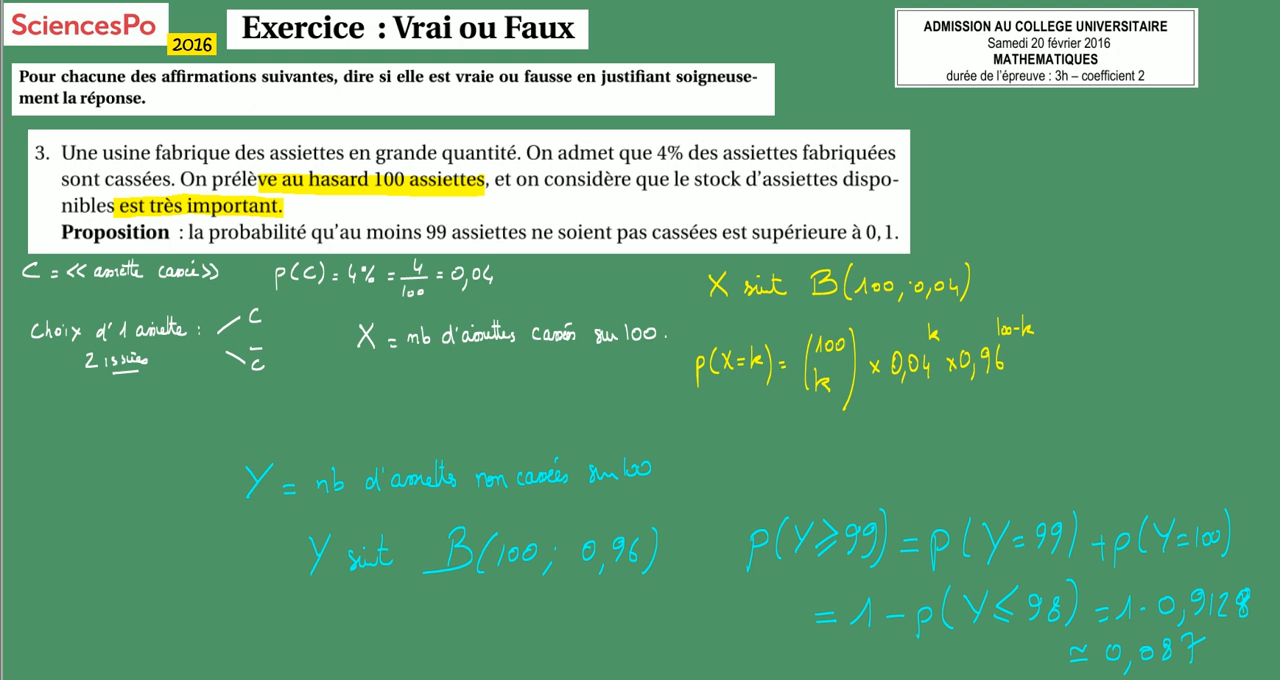 SciencesPo
2016
Exercice : Vrai ou Faux
ADMISSION AU COLLEGE UNIVERSITAIRE
Samedi 20 février 2016
MATHEMATIQUES
durée de l'épreuve : 3h – coefficient 2
Pour chacune des affirmations suivantes, dire si elle est vraie ou fausse en justifiant soigneuse-
ment la réponse.
3. Une usine fabrique des assiettes en grande quantité. On admet que 4% des assiettes fabriquées
sont cassées. On prélève au hasard 100 assiettes, et on considère que le stock d'assiettes dispo-
nibles est très important.
Proposition : la probabilité qu'au moins 99 assiettes ne soient pas cassées est supérieure à 0,1.
C = << assiette cassée >>
p(C) = 4% = 4/100 = 0,04
X suit B(100, 0,04)
Choix d'1 assiette : C
2 issues C̅
X = nb d'assiettes cassées sur 100.
p(X=k) = (100 k) × 0,04^k × 0,96^100-k
Y = nb d'assiettes non cassées sur 100
Y suit B(100 ; 0,96)
p(Y⩾99) = p(Y=99) + p(Y=100)
= 1 - p(Y⩽98) = 1 - 0,9128
≃ 0,087